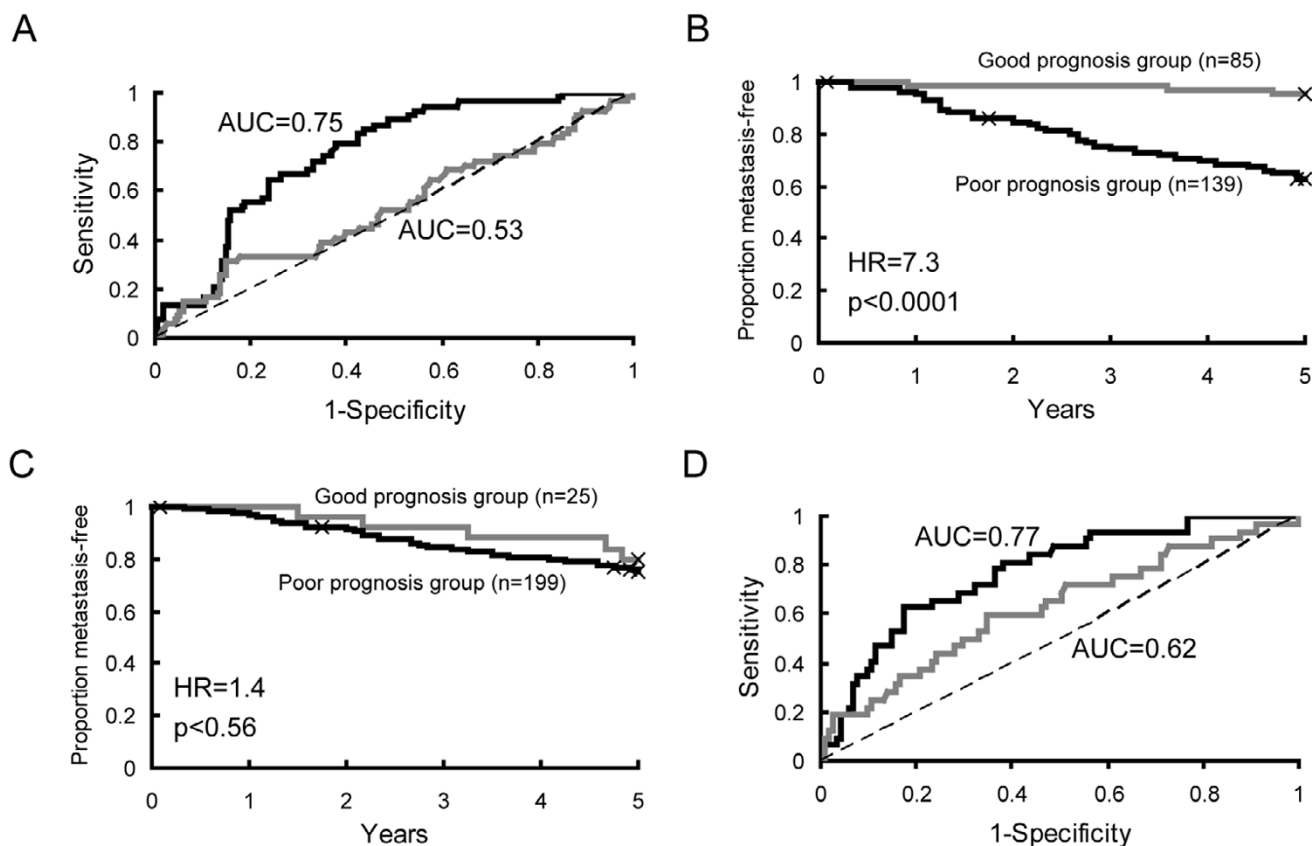 A
1
0.8
0.6
0.4
0.2
0
Sensitivity
AUC=0.75
AUC=0.53
0 0.2 0.4 0.6 0.8 1
1-Specificity
B
1
0.8
0.6
0.4
0.2
0
Proportion metastasis-free
Good prognosis group (n=85)
Poor prognosis group (n=139)
HR=7.3
p<0.0001
0 1 2 3 4 5
Years
C
1
0.8
0.6
0.4
0.2
0
Proportion metastasis-free
Good prognosis group (n=25)
Poor prognosis group (n=199)
HR=1.4
p<0.56
0 1 2 3 4 5
Years
D
1
0.8
0.6
0.4
0.2
0
Sensitivity
AUC=0.77
AUC=0.62
0 0.2 0.4 0.6 0.8 1
1-Specificity